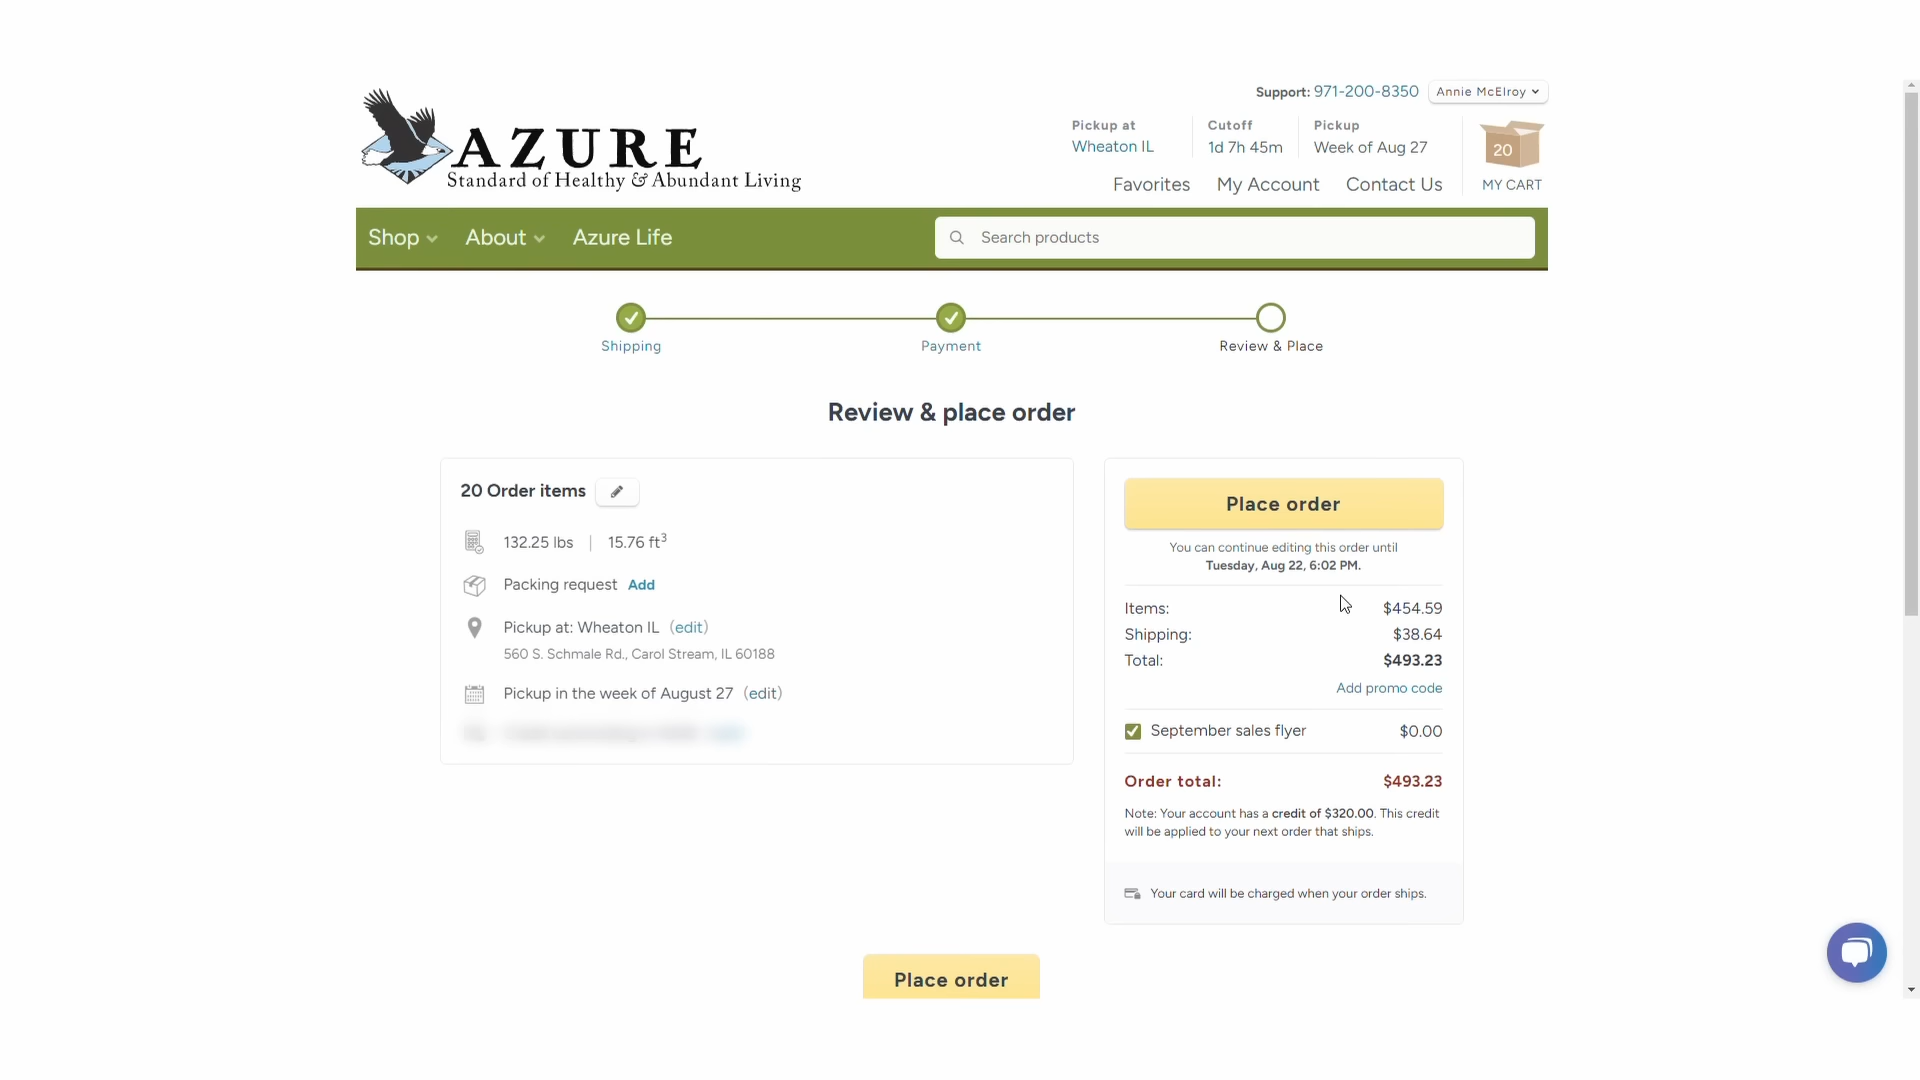 Support: 971-200-8350
Annie McElroy
AZURE
Standard of Healthy & Abundant Living
Pickup at
Wheaton IL
Cutoff
1d 7h 45m
Pickup
Week of Aug 27
20
MY CART
Favorites
My Account
Contact Us
Shop
About
Azure Life
Search products
Shipping
Payment
Review & Place
Review & place order
20 Order items
132.25 lbs | 15.76 ft³
Packing request Add
Pickup at: Wheaton IL (edit)
560 S. Schmale Rd., Carol Stream, IL 60188
Pickup in the week of August 27 (edit)
Place order
You can continue editing this order until
Tuesday, Aug 22, 6:02 PM.
Items: $454.59
Shipping: $38.64
Total: $493.23
Add promo code
September sales flyer $0.00
Order total: $493.23
Note: Your account has a credit of $320.00. This credit
will be applied to your next order that ships.
Your card will be charged when your order ships.
Place order